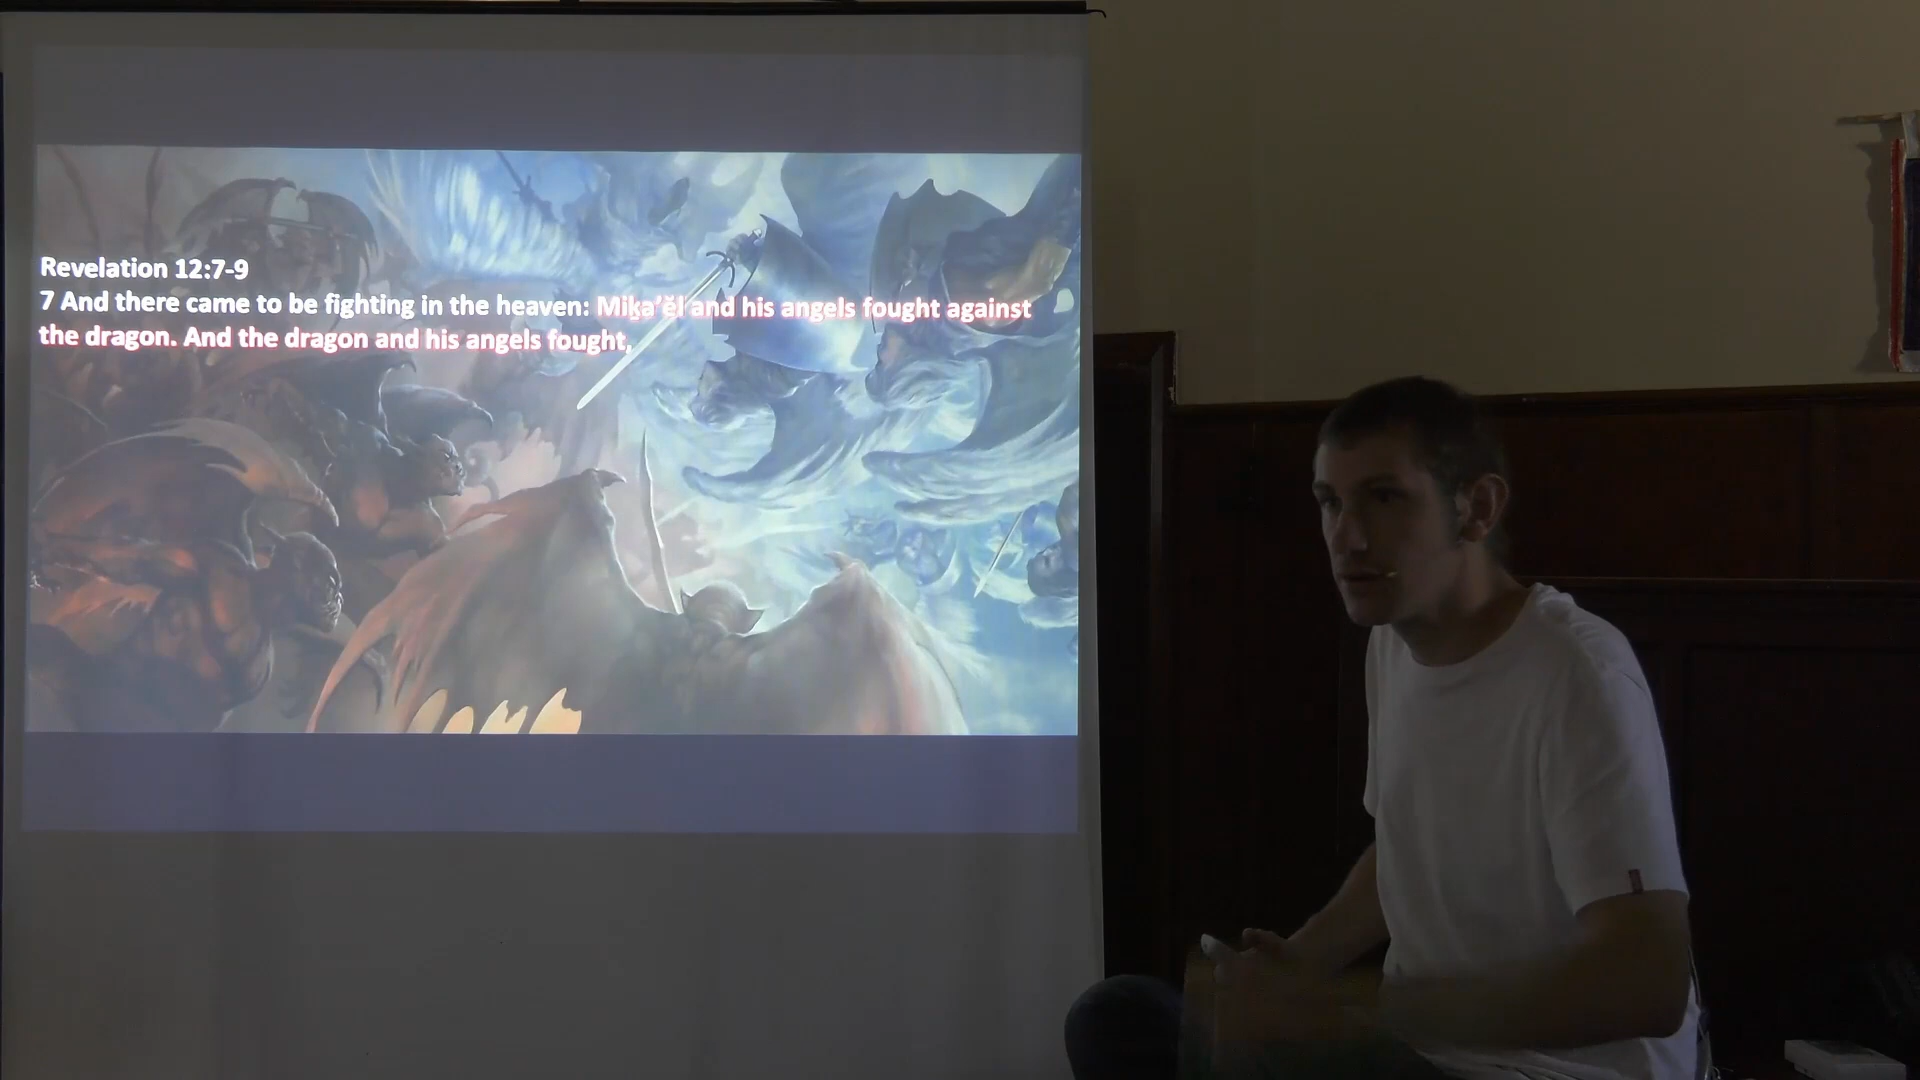 Revelation 12:7-9
7 And there came to be fighting in the heaven: Miḵa’ěl and his angels fought against
the dragon. And the dragon and his angels fought,